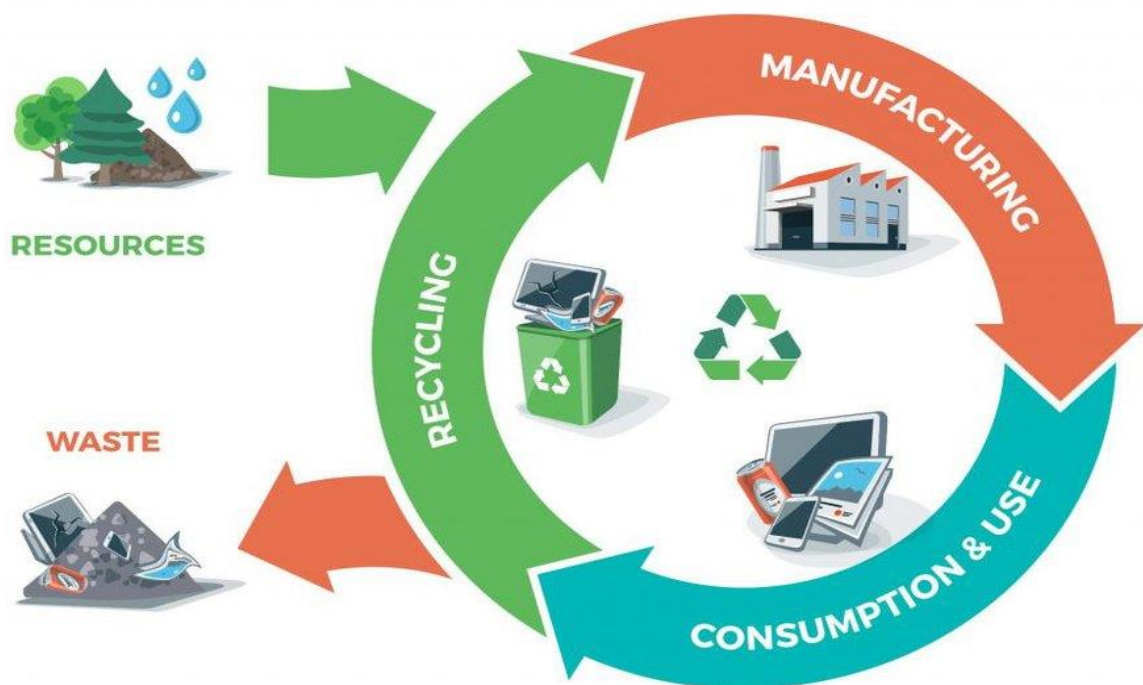 RESOURCES
WASTE
RECYCLING
MANUFACTURING
CONSUMPTION & USE